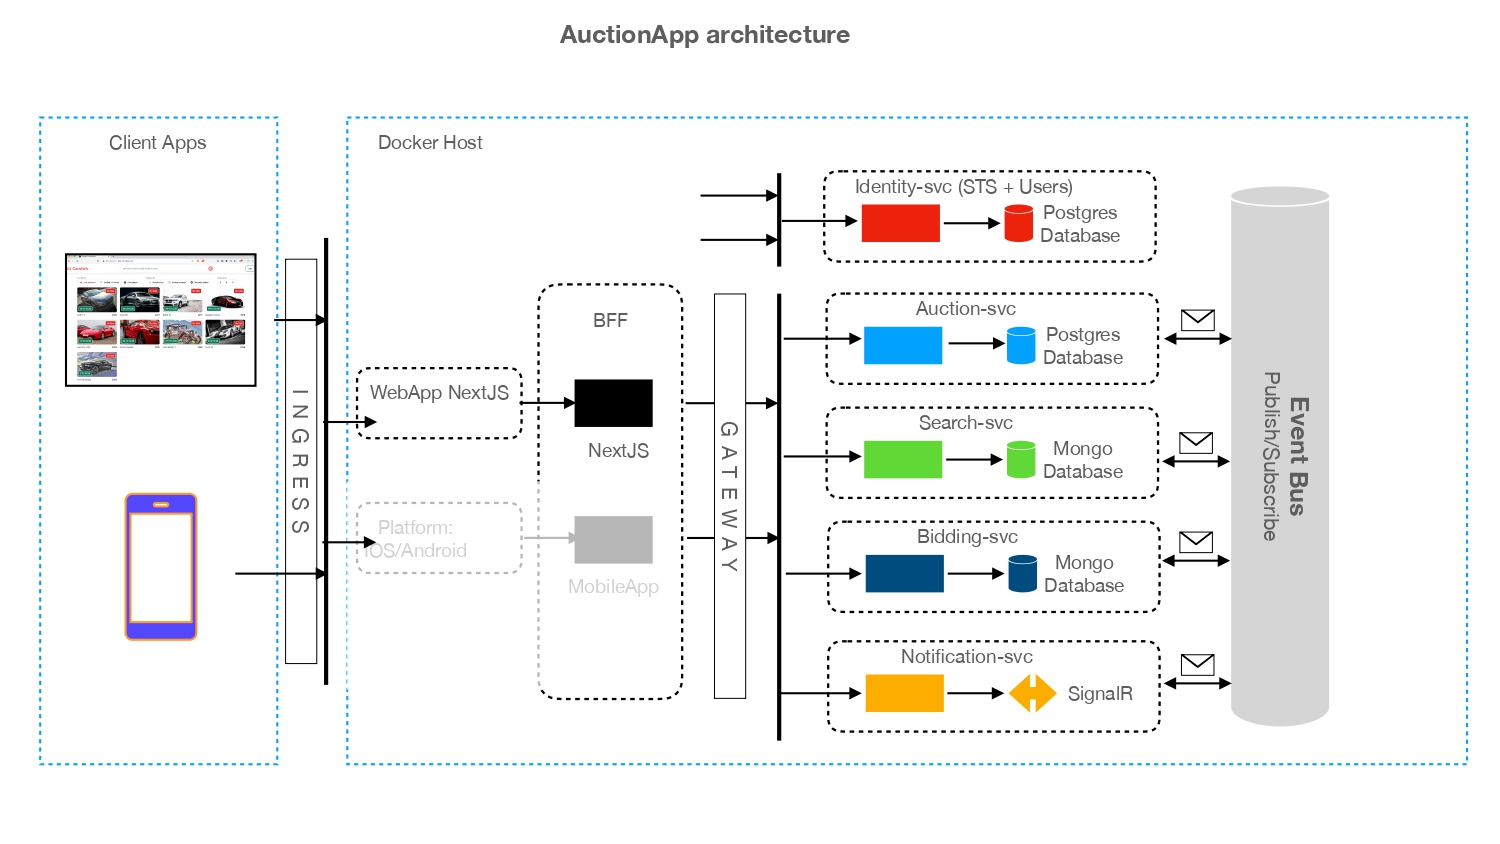 AuctionApp architecture
Client Apps
Docker Host
INGRESS
WebApp NextJS
Platform:
IOS/Android
BFF
NextJS
MobileApp
GATEWAY
Identity-svc (STS + Users)
Postgres
Database
Auction-svc
Postgres
Database
Search-svc
Mongo
Database
Bidding-svc
Mongo
Database
Notification-svc
SignalR
Event Bus
Publish/Subscribe